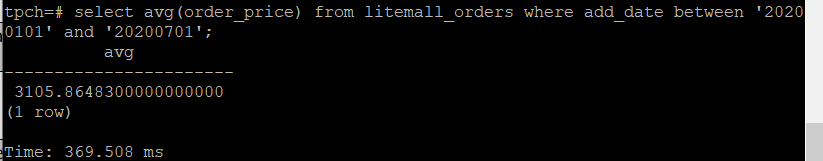 tpch=# select avg(order_price) from litemall_orders where add_date between '2020
0101' and '20200701';
avg
-----------------------
3105.8648300000000000
(1 row)
Time: 369.508 ms